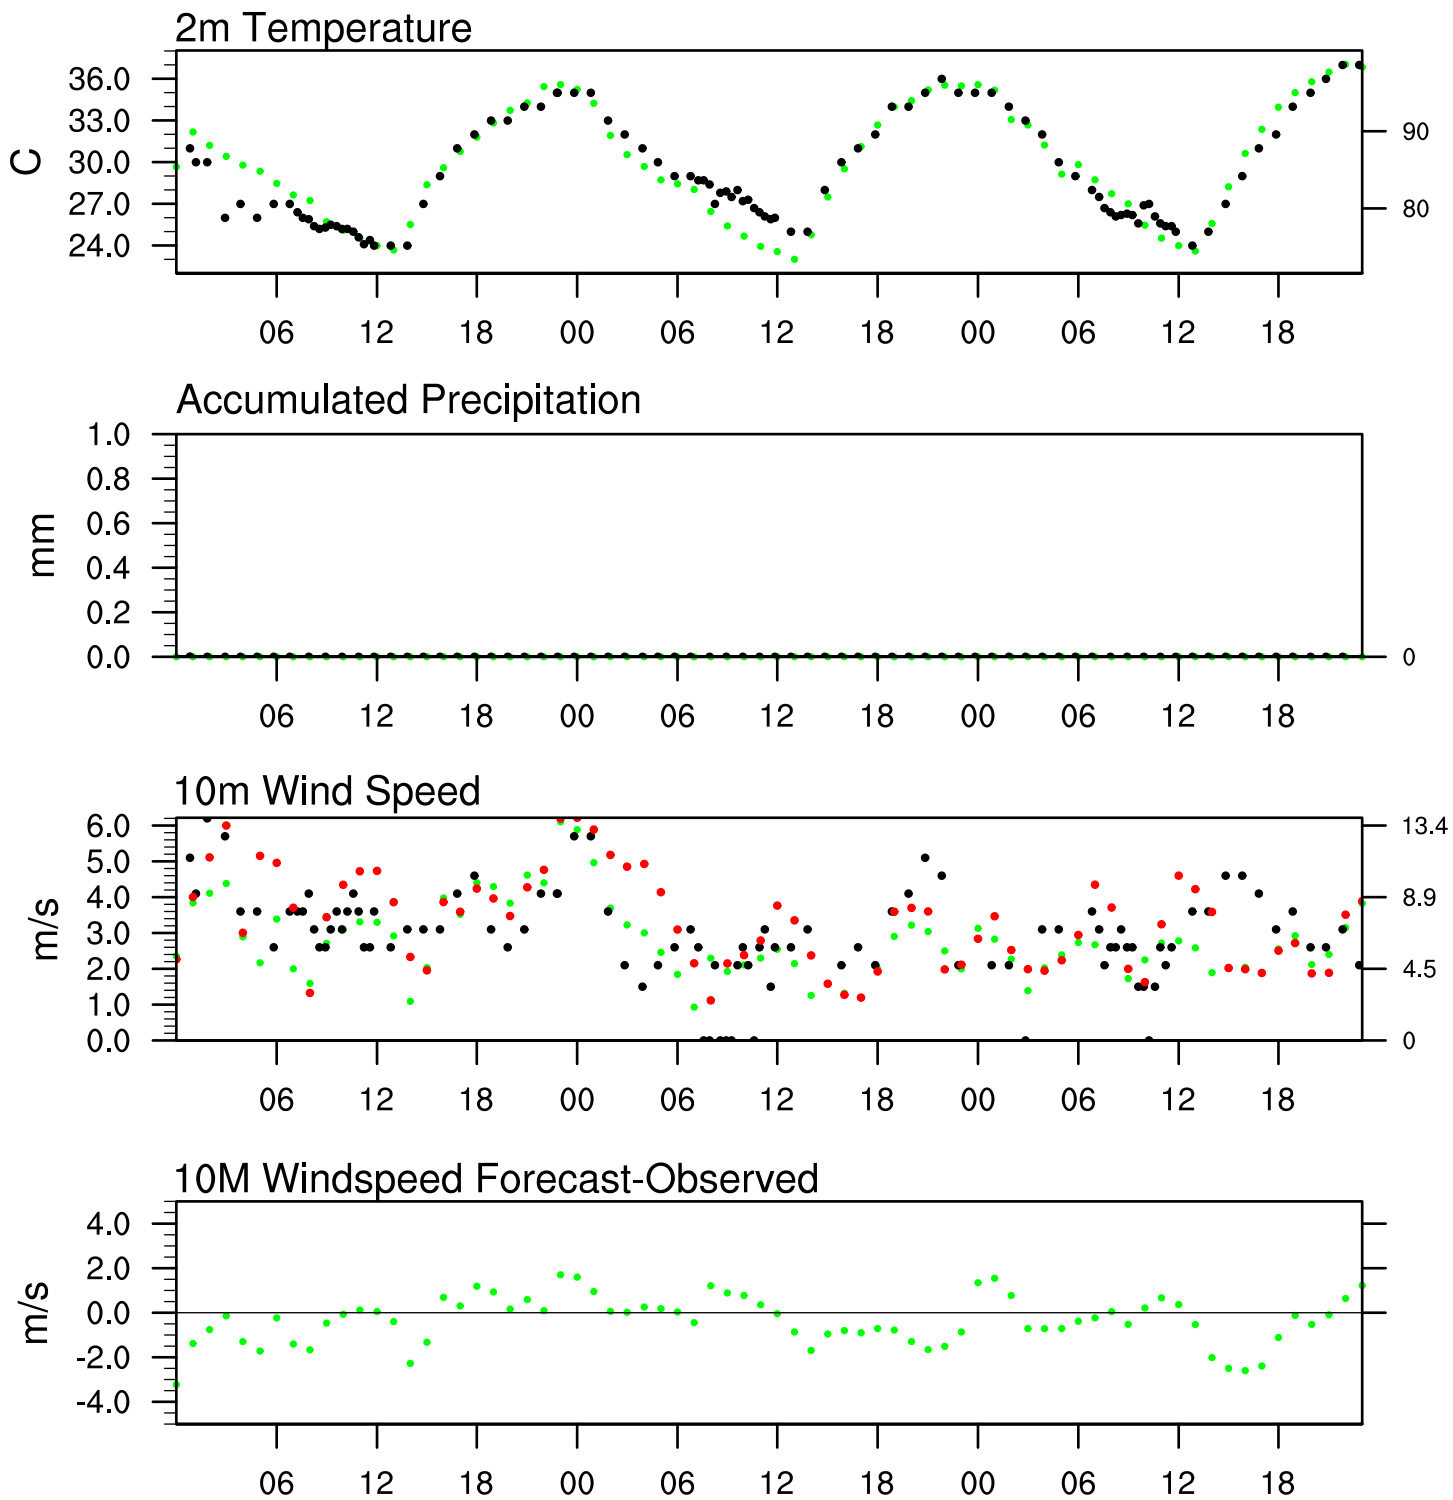 2m Temperature
36.0
33.0
30.0
27.0
24.0
C
90
80
06 12 18 00 06 12 18 00 06 12 18
Accumulated Precipitation
1.0
0.8
0.6
0.4
0.2
0.0
mm
0
06 12 18 00 06 12 18 00 06 12 18
10m Wind Speed
6.0
5.0
4.0
3.0
2.0
1.0
0.0
m/s
13.4
8.9
4.5
0
06 12 18 00 06 12 18 00 06 12 18
10M Windspeed Forecast-Observed
4.0
2.0
0.0
-2.0
-4.0
m/s
06 12 18 00 06 12 18 00 06 12 18